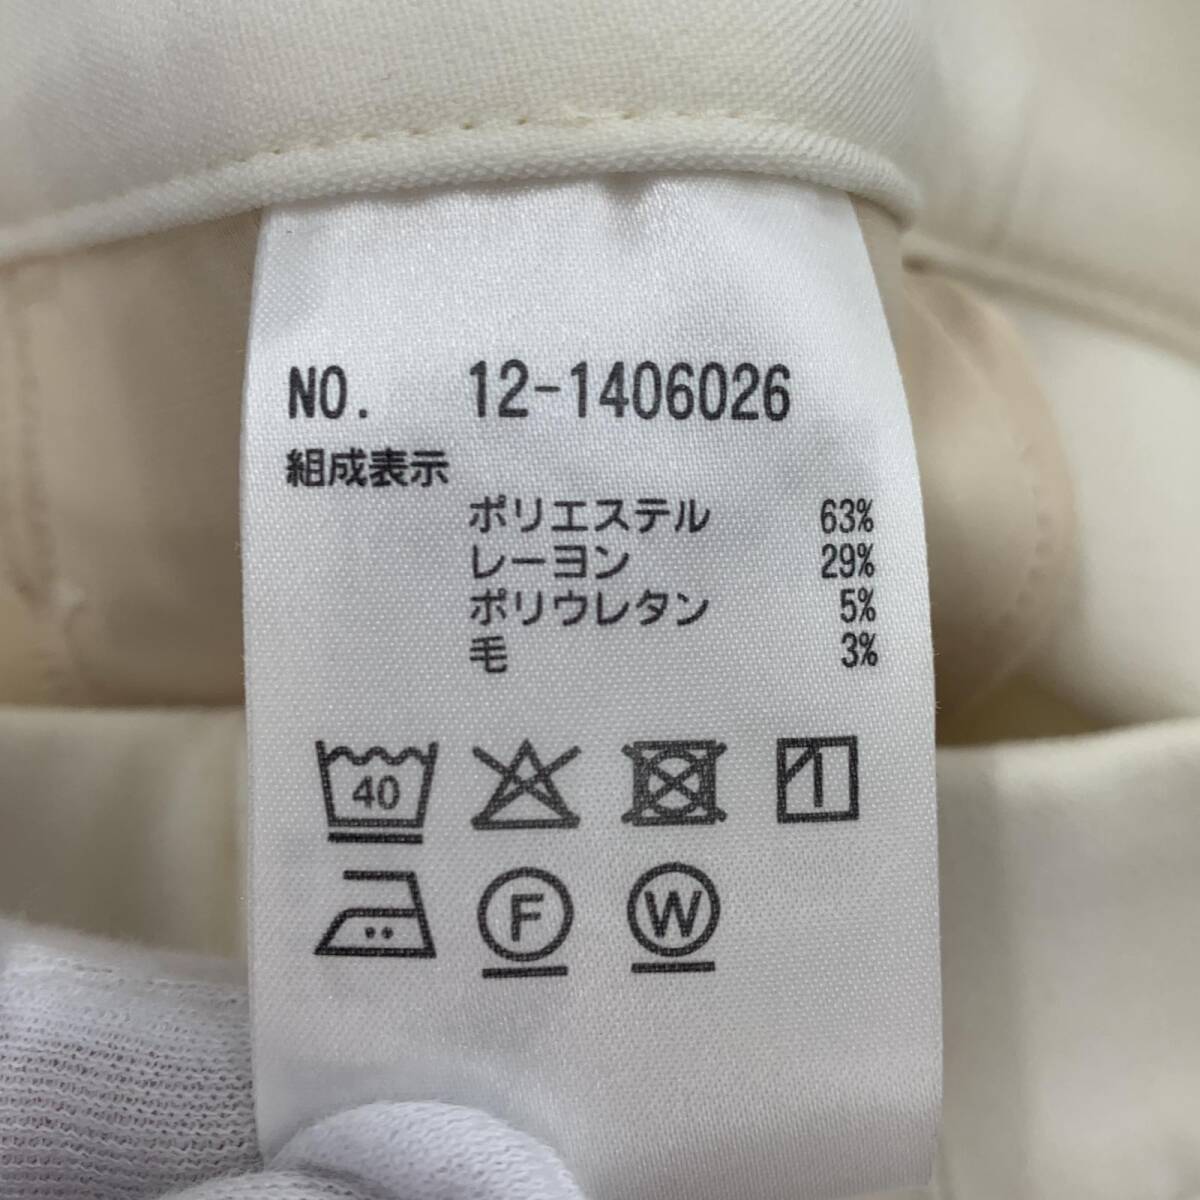 NO. 12-1406026
組成表示
ポリエステル 63%
レーヨン 29%
ポリウレタン 5%
毛 3%
40
F W